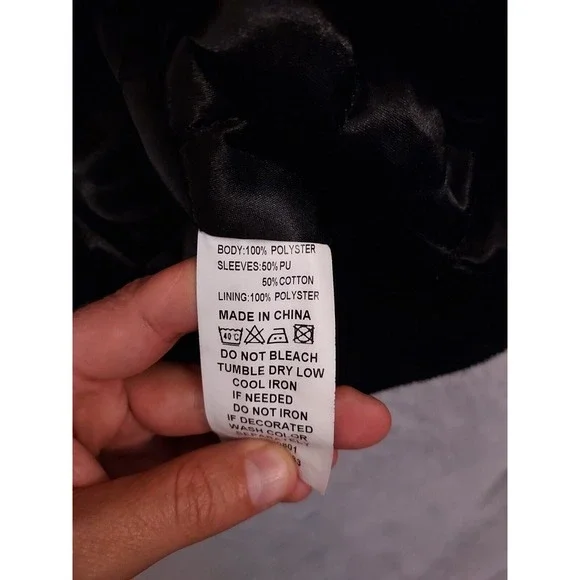 BODY:100% POLYSTER
SLEEVES:50% PU
50% COTTON
LINING:100% POLYSTER
MADE IN CHINA
40°C
DO NOT BLEACH
TUMBLE DRY LOW
COOL IRON
IF NEEDED
DO NOT IRON
IF DECORATED
WASH COLOR
SEPARATELY